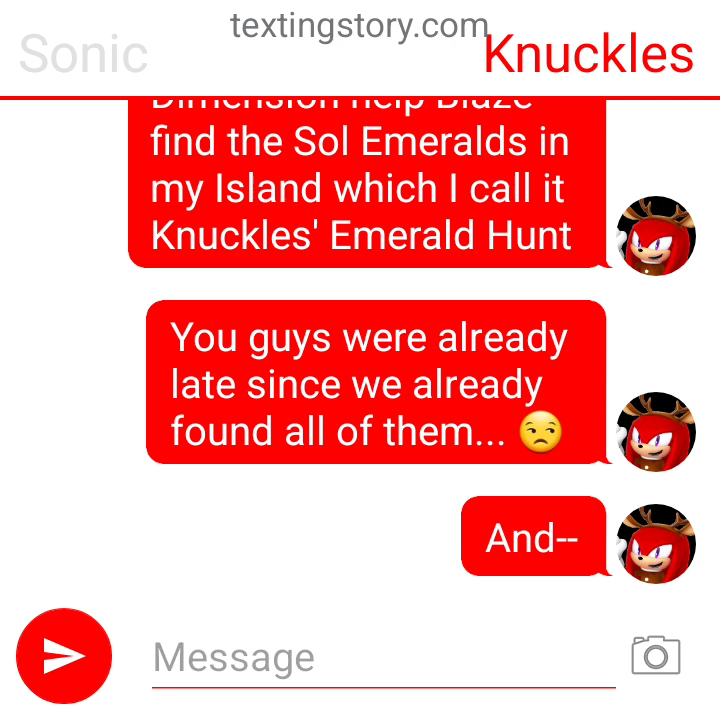 textingstory.com
Sonic
Knuckles
Dimension help Blaze
find the Sol Emeralds in
my Island which I call it
Knuckles' Emerald Hunt
You guys were already
late since we already
found all of them... 😒
And--
Message